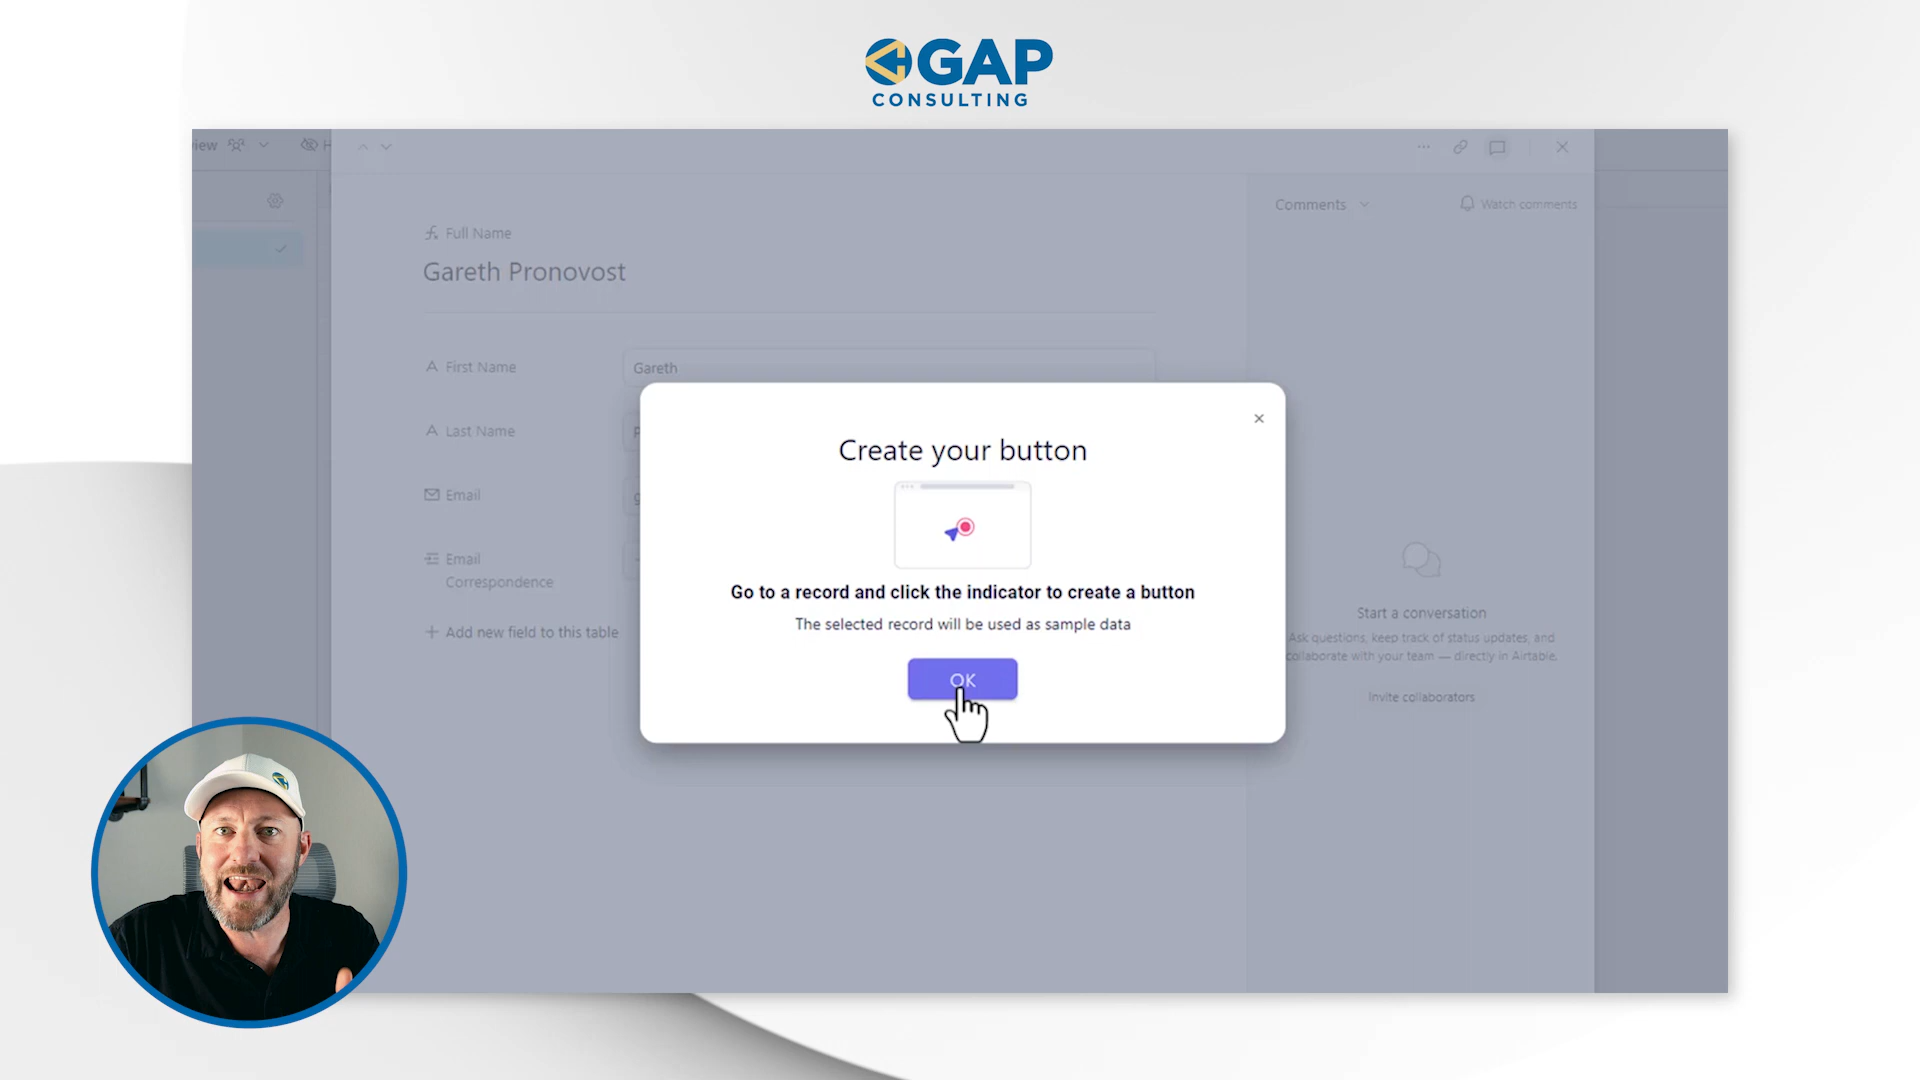 GAP
CONSULTING
iew
H
Full Name
Gareth Pronovost
First Name
Gareth
Last Name
Email
Email
Correspondence
Add new field to this table
Create your button
Go to a record and click the indicator to create a button
The selected record will be used as sample data
OK
Comments
Watch comments
Start a conversation
Ask questions, keep track of status updates, and
collaborate with your team — directly in Airtable.
Invite collaborators